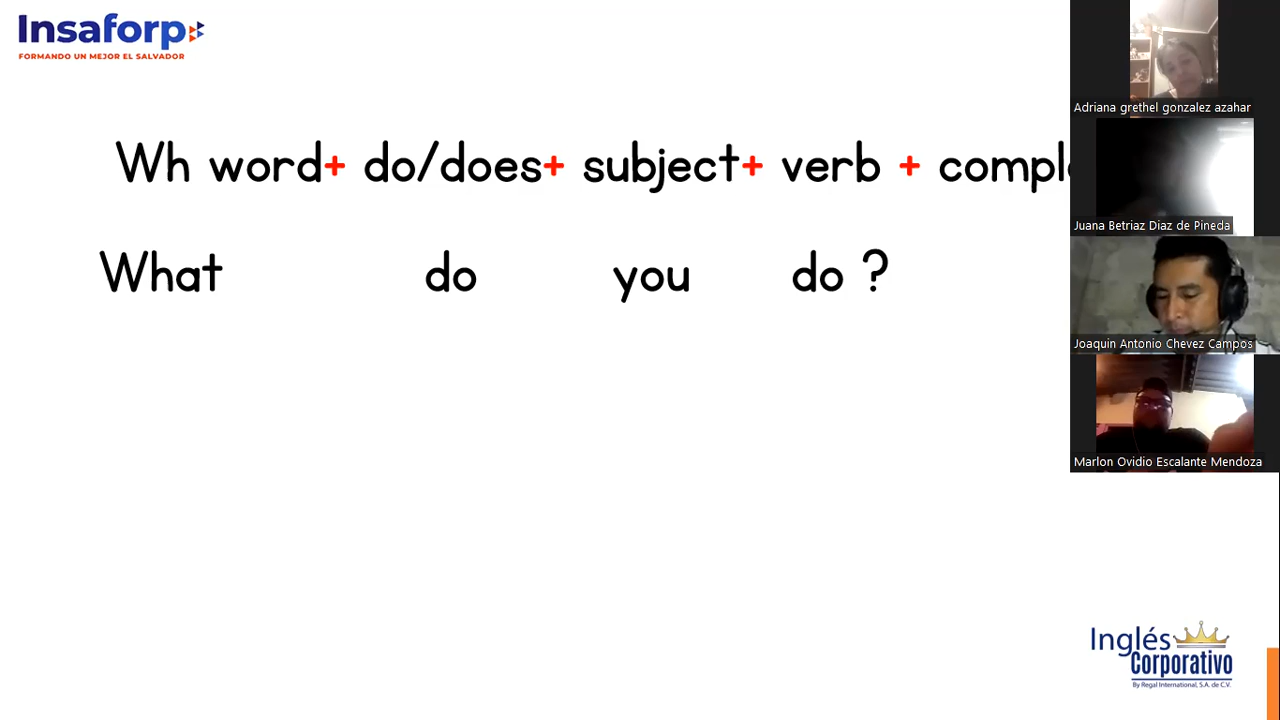 Insaforp
FORMANDO UN MEJOR EL SALVADOR
Wh word+ do/does+ subject+ verb + comple
What do you do ?
Adriana grethel gonzalez azahar
Juana Betriaz Diaz de Pineda
Joaquin Antonio Chevez Campos
Marlon Ovidio Escalante Mendoza
Inglés
Corporativo
By Regal International, S.A. de C.V.